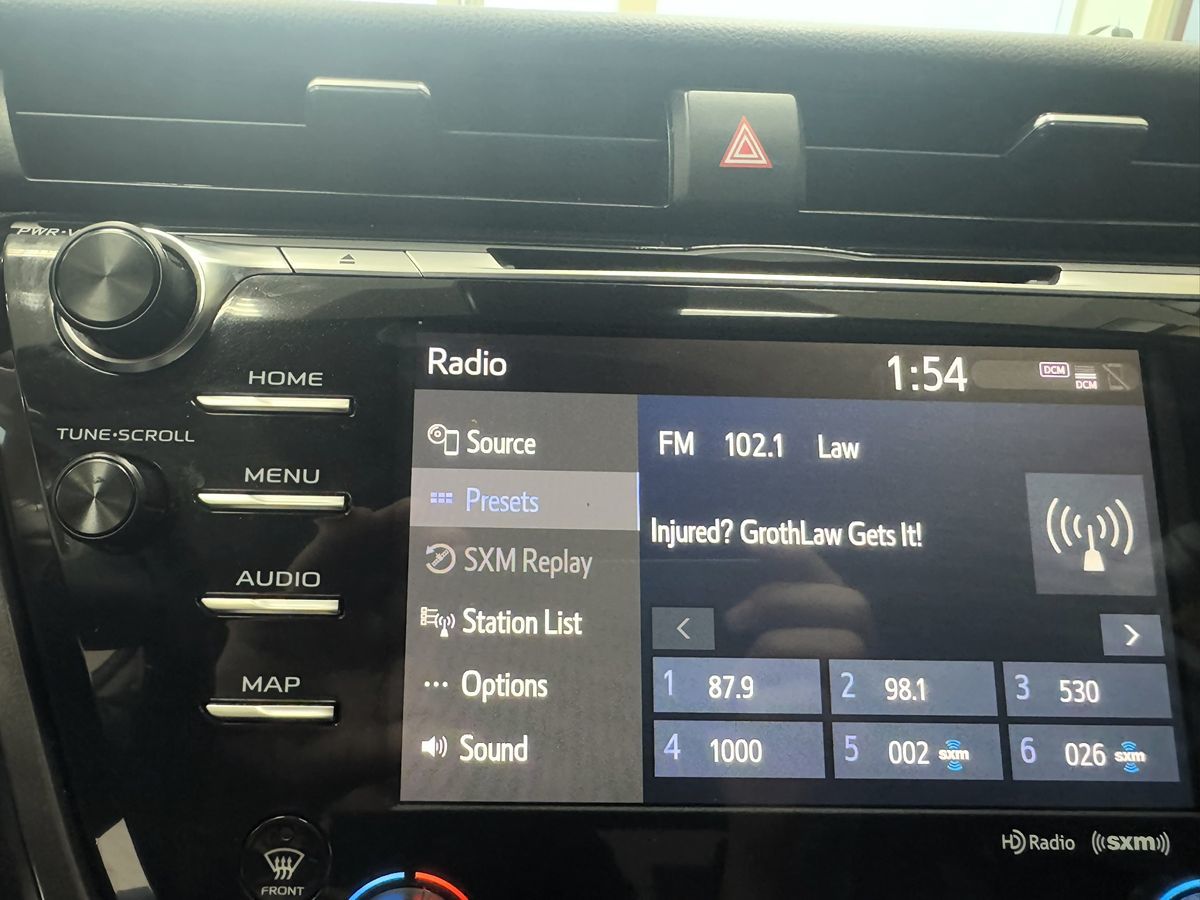 PWR•V
HOME
TUNE•SCROLL
MENU
AUDIO
MAP
FRONT
Radio
1:54
DCM
DCM
Source
Presets
SXM Replay
Station List
Options
Sound
FM 102.1 Law
Injured? GrothLaw Gets It!
1 87.9
2 98.1
3 530
4 1000
5 002 sxm
6 026 sxm
HD Radio
sxm